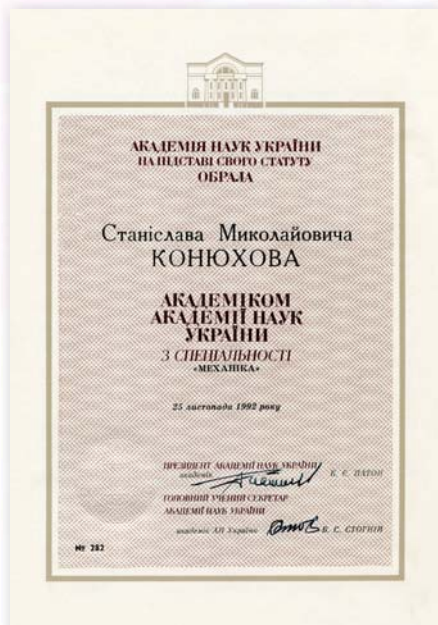 АКАДЕМІЯ НАУК УКРАЇНИ
НА ПІДСТАВІ СВОГО СТАТУТУ
ОБРАЛА
Станіслава Миколайовича
КОНЮХОВА
АКАДЕМІКОМ
АКАДЕМІЇ НАУК
УКРАЇНИ
З СПЕЦІАЛЬНОСТІ
«МЕХАНІКА»
25 листопада 1992 року
ПРЕЗИДЕНТ АКАДЕМІЇ НАУК УКРАЇНИ
академік Б. Є. ПАТОН
ГОЛОВНИЙ УЧЕНИЙ СЕКРЕТАР
АКАДЕМІЇ НАУК УКРАЇНИ
академік АН України Б. С. СТОГНІЙ
№ 282